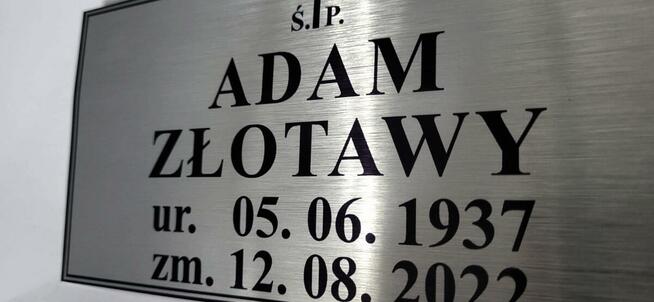 Ś. P.
ADAM
ZŁOTAWY
ur. 05. 06. 1937
zm. 12. 08. 2022